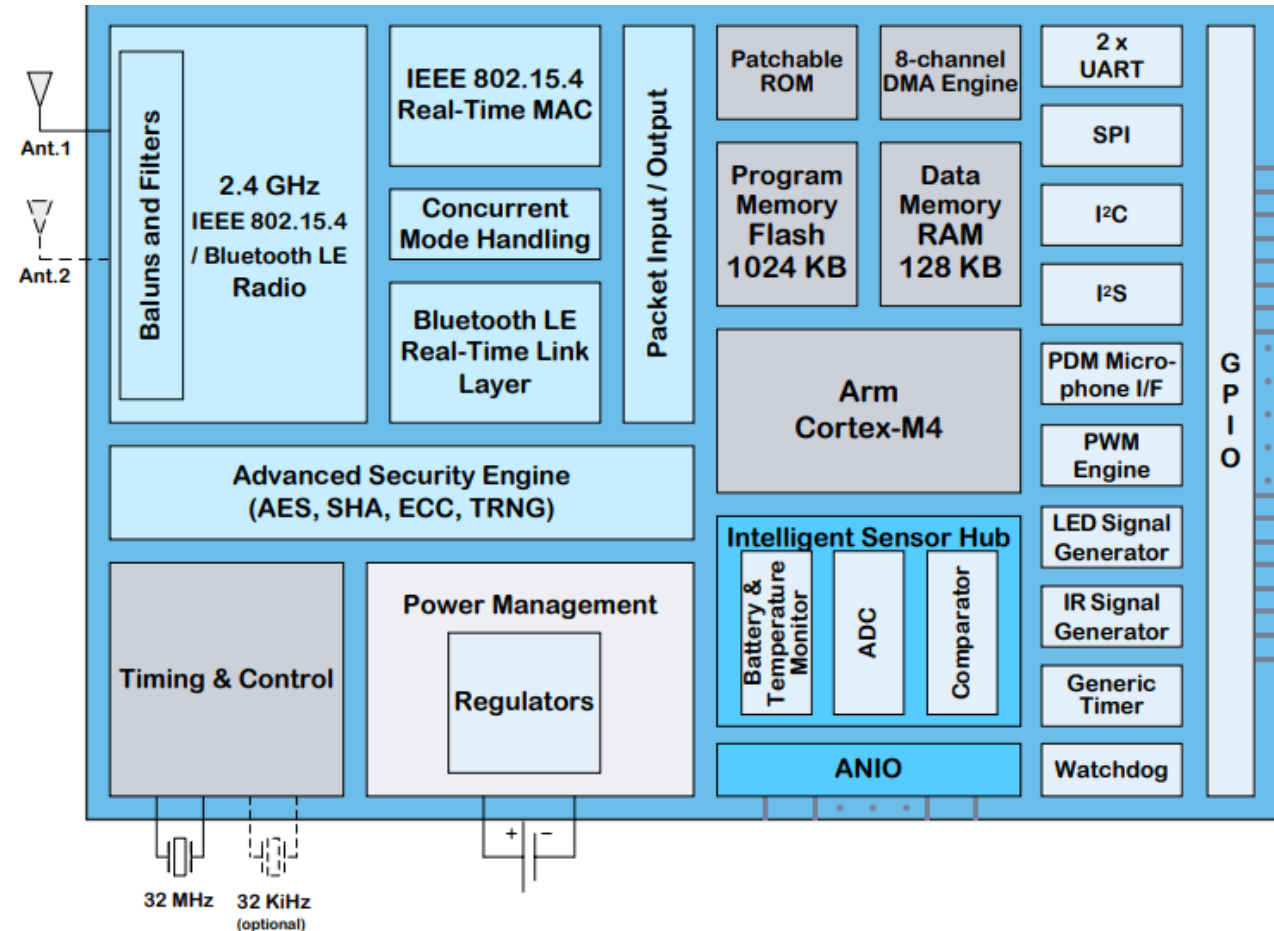 Ant.1
Ant.2
Baluns and Filters
2.4 GHz
IEEE 802.15.4
/ Bluetooth LE
Radio
IEEE 802.15.4
Real-Time MAC
Concurrent
Mode Handling
Bluetooth LE
Real-Time Link
Layer
Packet Input / Output
Advanced Security Engine
(AES, SHA, ECC, TRNG)
Timing & Control
Power Management
Regulators
32 MHz
32 KiHz
(optional)
+
−
Patchable
ROM
8-channel
DMA Engine
Program
Memory
Flash
1024 KB
Data
Memory
RAM
128 KB
Arm
Cortex-M4
Intelligent Sensor Hub
Battery &
Temperature
Monitor
ADC
Comparator
ANIO
2 x
UART
SPI
I²C
I²S
PDM Micro-
phone I/F
PWM
Engine
LED Signal
Generator
IR Signal
Generator
Generic
Timer
Watchdog
G
P
I
O